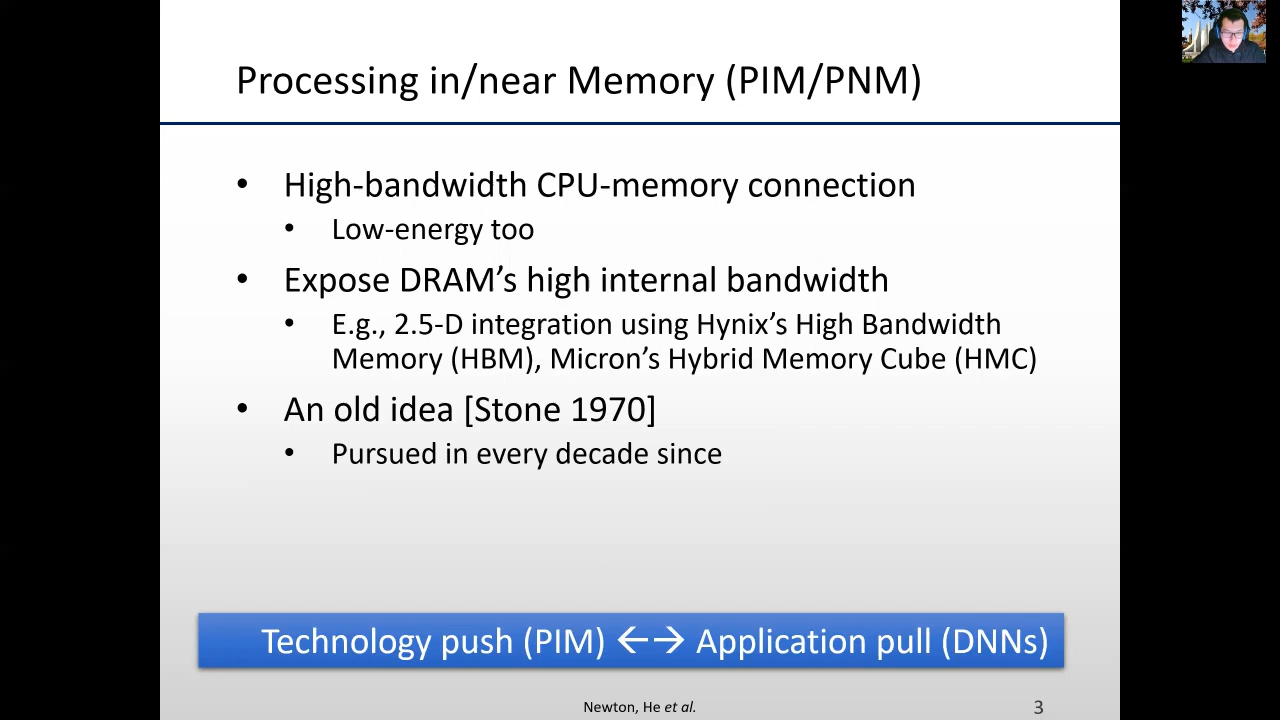 Processing in/near Memory (PIM/PNM)
• High-bandwidth CPU-memory connection
• Low-energy too
• Expose DRAM’s high internal bandwidth
• E.g., 2.5-D integration using Hynix’s High Bandwidth
Memory (HBM), Micron’s Hybrid Memory Cube (HMC)
• An old idea [Stone 1970]
• Pursued in every decade since
Technology push (PIM) ←→ Application pull (DNNs)
Newton, He et al.
3